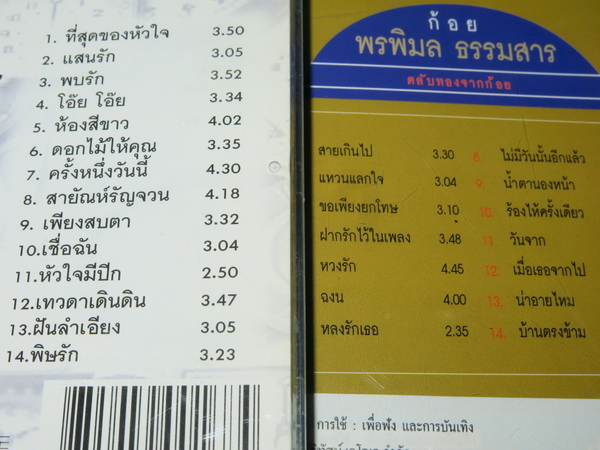 1. ที่สุดของหัวใจ 3.50
2. แสนรัก 3.05
3. พบรัก 3.52
4. โอ๊ย โอ๊ย 3.34
5. ห้องสีขาว 4.02
6. ดอกไม้ให้คุณ 3.35
7. ครั้งหนึ่งวันนี้ 4.30
8. สายัณห์รัญจวน 4.18
9. เพียงสบตา 3.32
10.เชื่อฉัน 3.04
11.หัวใจมีปีก 2.50
12.เทวดาเดินดิน 3.47
13.ฝันลำเอียง 3.05
14.พิษรัก 3.23
ก้อย
พรพิมล ธรรมสาร
ตลับทองจากก้อย
สายเกินไป 3.30 8. ไม่มีวันนั้นอีกแล้ว
แหวนแลกใจ 3.04 9. น้ำตานองหน้า
ขอเพียงยกโทษ 3.10 10. ร้องไห้ครั้งเดียว
ฝากรักไว้ในเพลง 3.48 11. วันจาก
หวงรัก 4.45 12. เมื่อเธอจากไป
ฉงน 4.00 13. น่าอายไหม
หลงรักเธอ 2.35 14. บ้านตรงข้าม
การใช้ : เพื่อฟัง และการบันเทิง